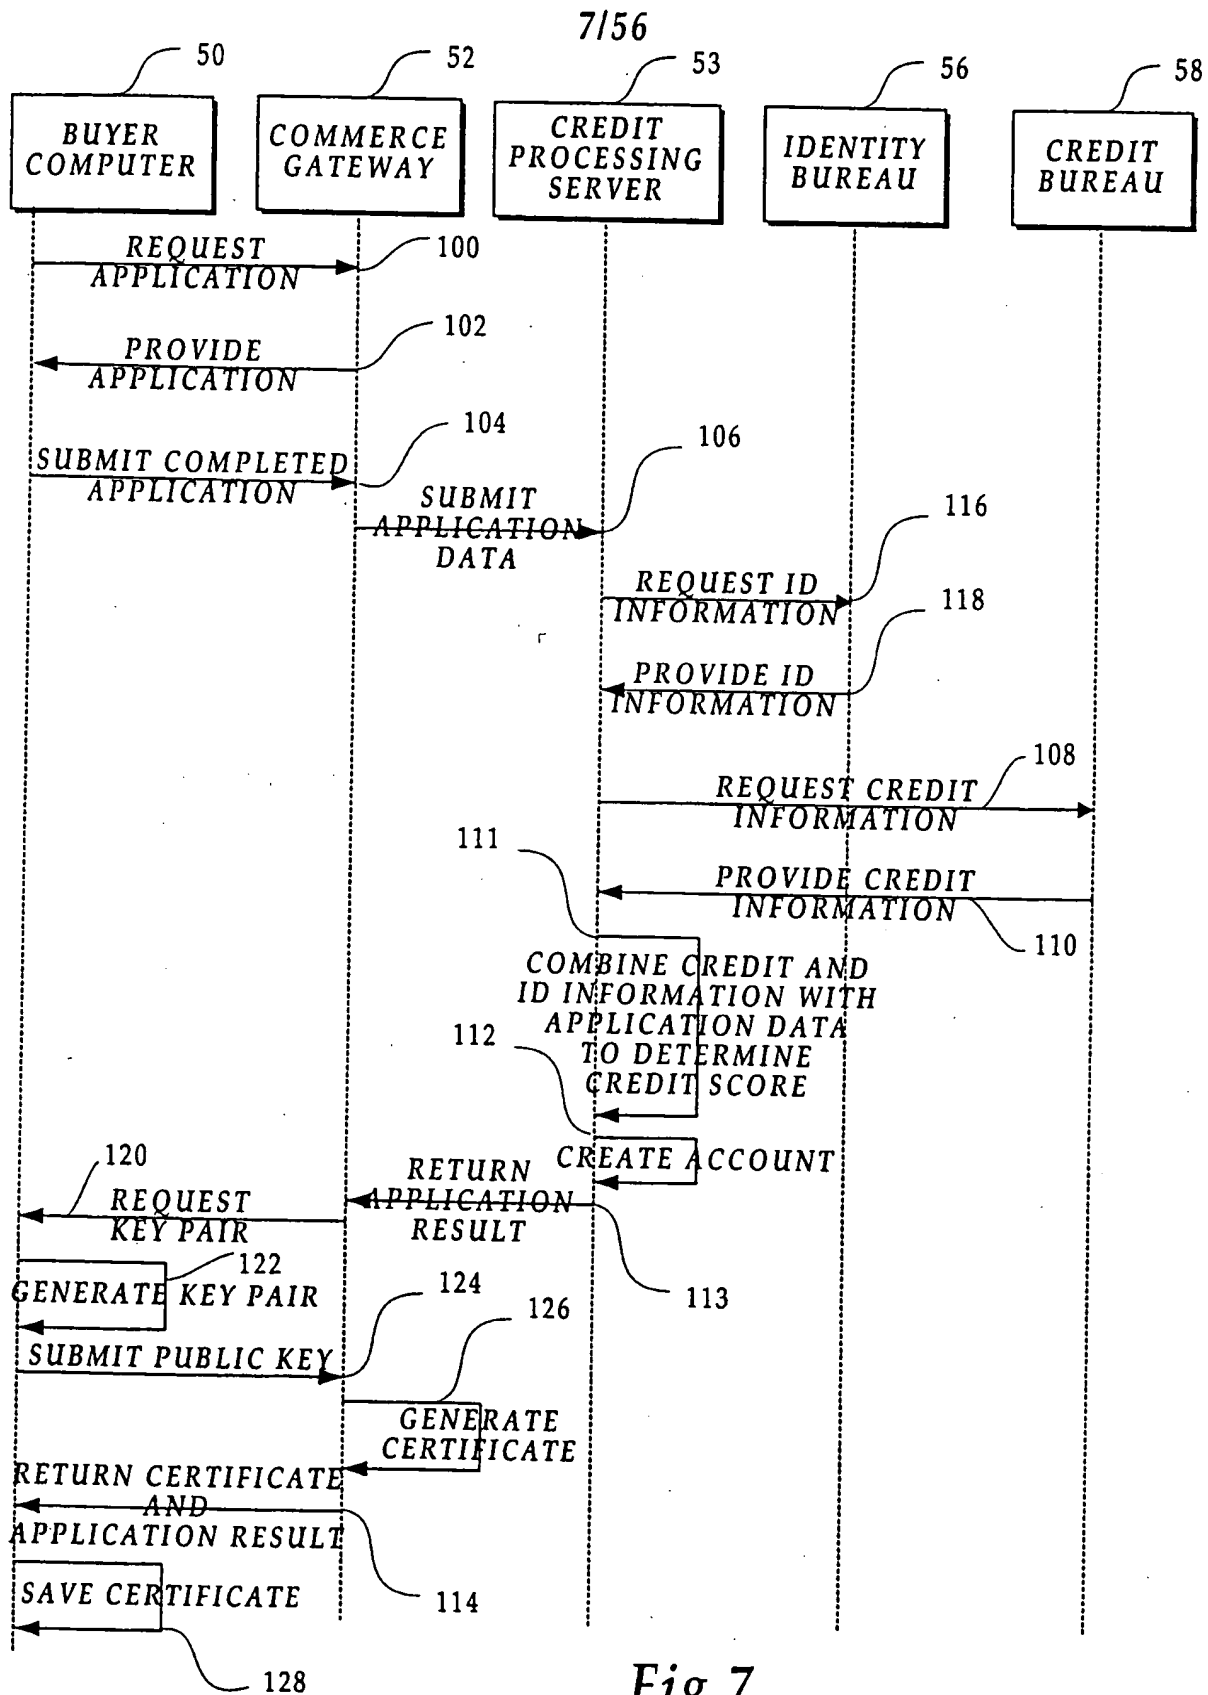 7/56
50
52
53
56
58
BUYER
COMPUTER
COMMERCE
GATEWAY
CREDIT
PROCESSING
SERVER
IDENTITY
BUREAU
CREDIT
BUREAU
REQUEST
APPLICATION
100
PROVIDE
APPLICATION
102
SUBMIT COMPLETED
APPLICATION
104
SUBMIT
APPLICATION
DATA
106
REQUEST ID
INFORMATION
116
PROVIDE ID
INFORMATION
118
REQUEST CREDIT
INFORMATION
108
PROVIDE CREDIT
INFORMATION
110
111
COMBINE CREDIT AND
ID INFORMATION WITH
APPLICATION DATA
TO DETERMINE
CREDIT SCORE
112
CREATE ACCOUNT
RETURN
APPLICATION
RESULT
113
120
REQUEST
KEY PAIR
122
GENERATE KEY PAIR
SUBMIT PUBLIC KEY
124
126
GENERATE
CERTIFICATE
RETURN CERTIFICATE
AND
APPLICATION RESULT
114
SAVE CERTIFICATE
128
Fig. 7